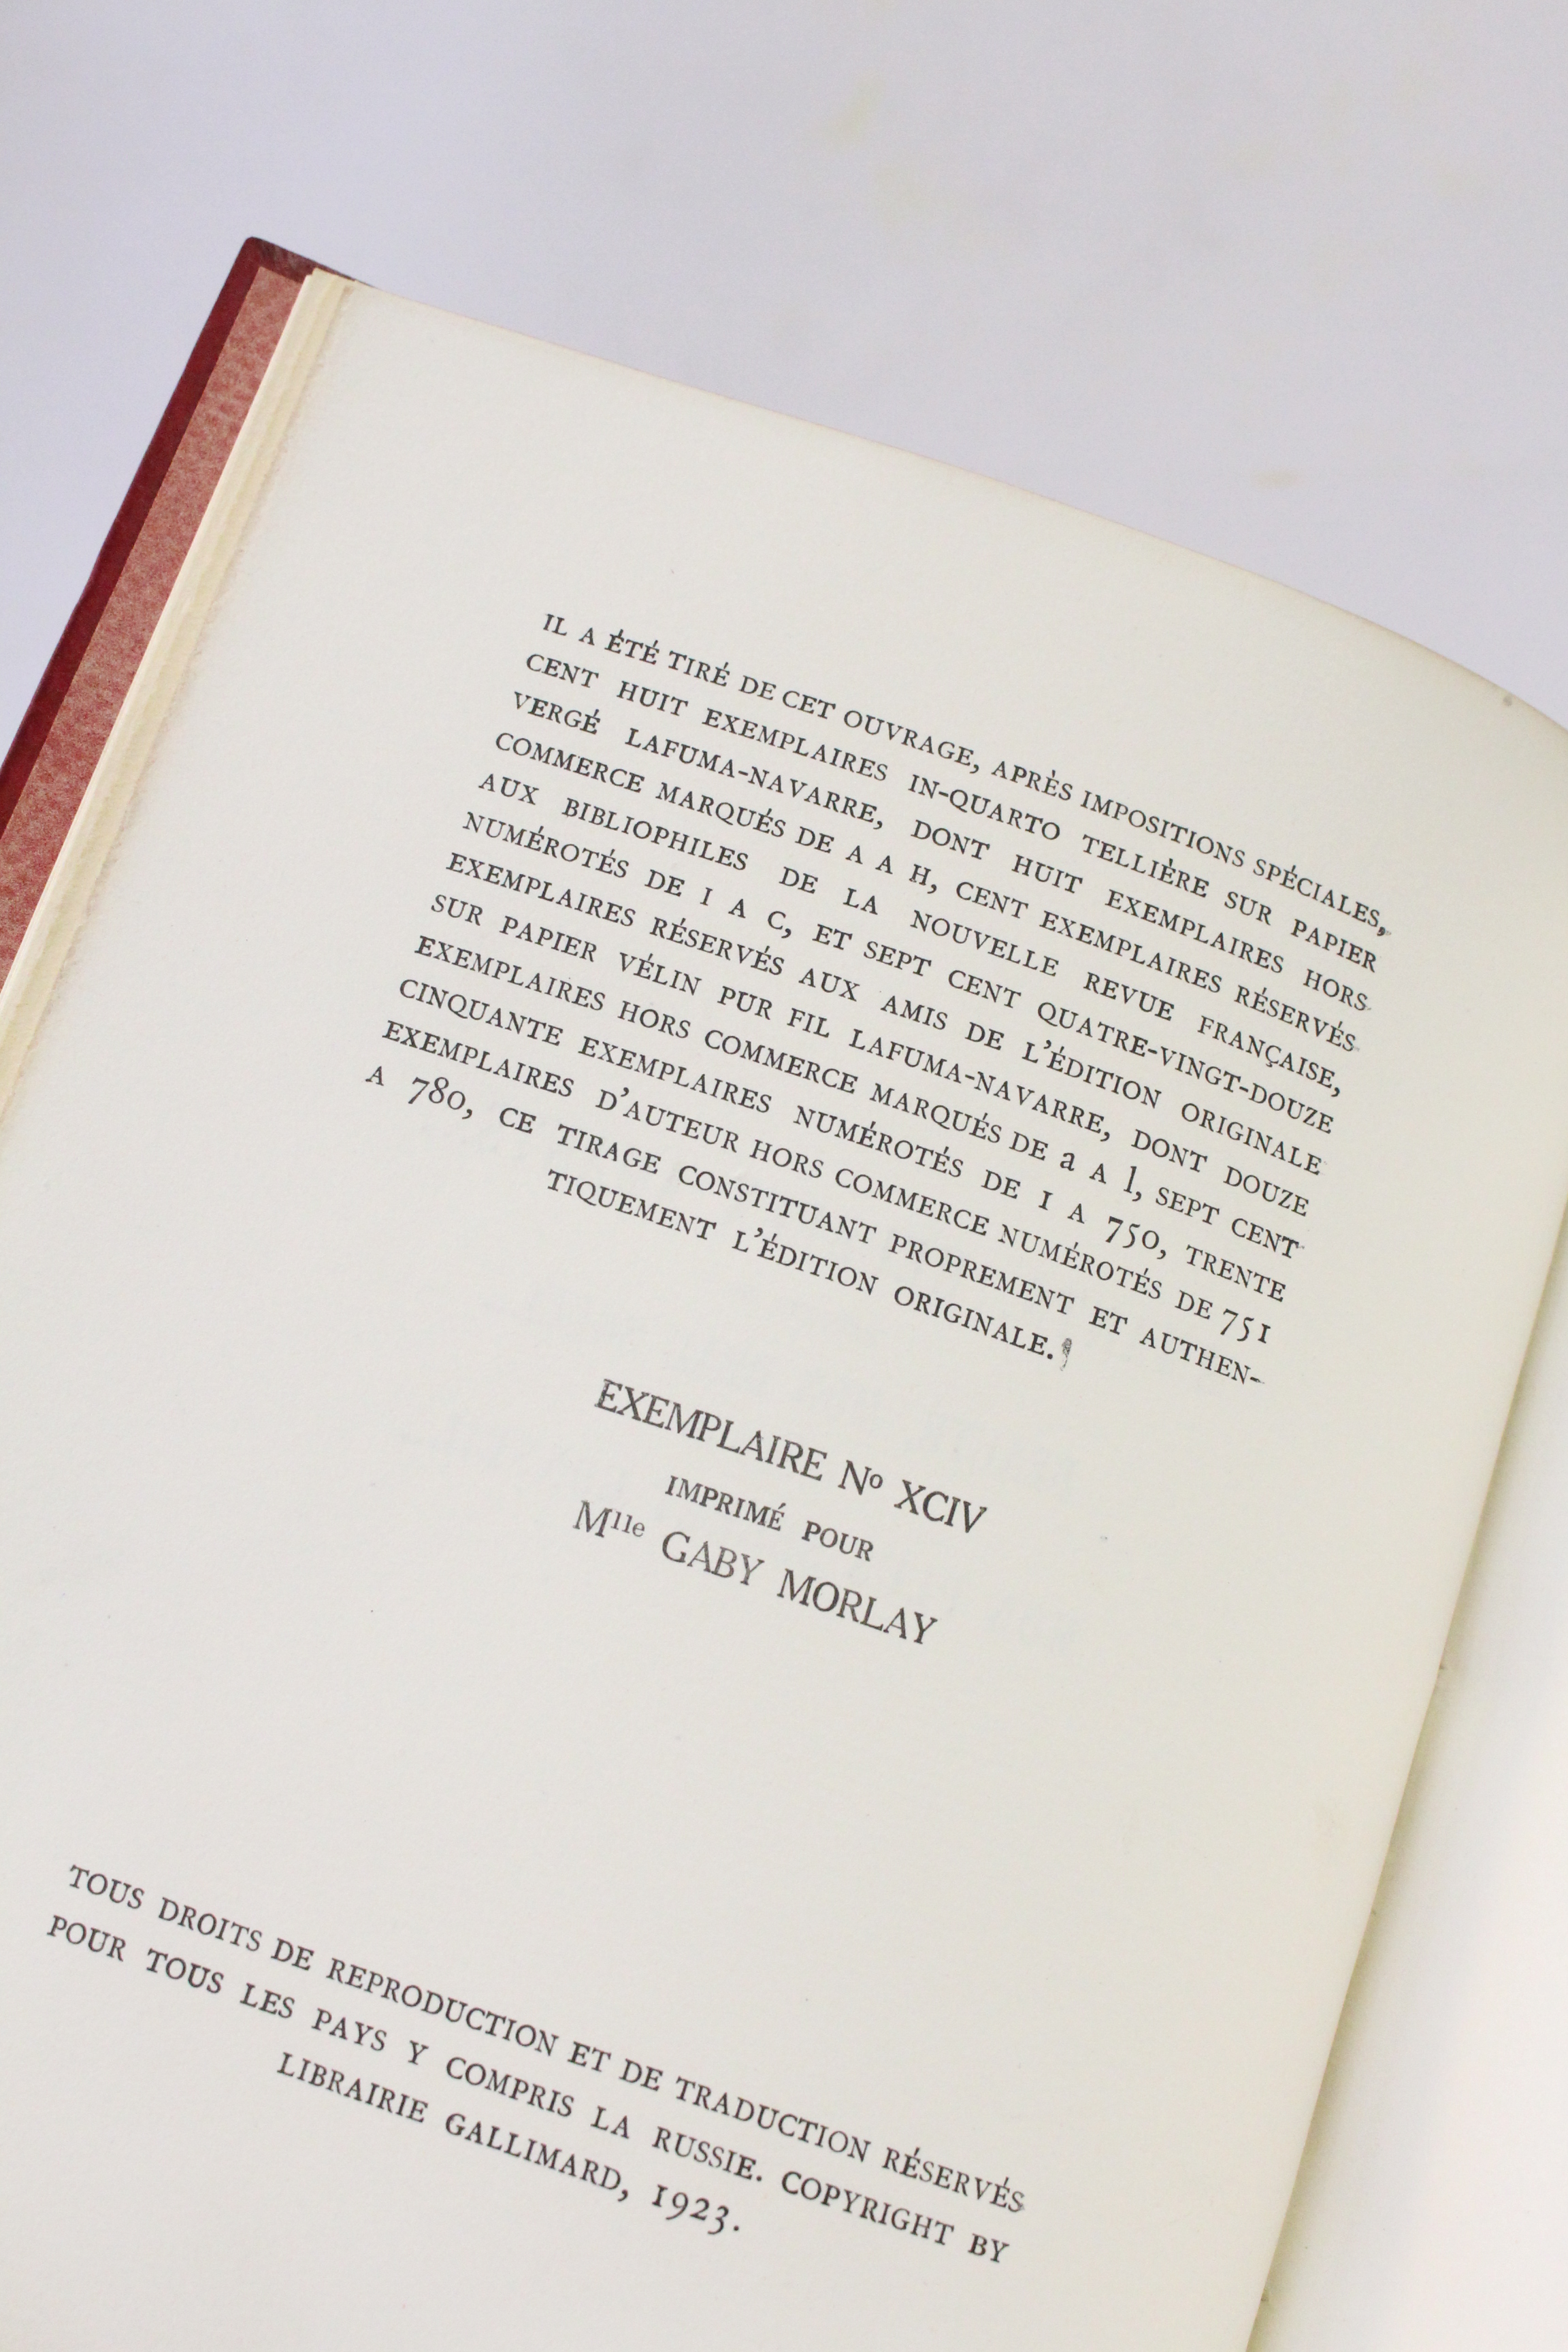 IL A ÉTÉ TIRÉ DE CET OUVRAGE, APRÈS IMPOSITIONS SPÉCIALES,
CENT HUIT EXEMPLAIRES IN-QUARTO TELLIÈRE SUR PAPIER
VERGÉ LAFUMA-NAVARRE, DONT HUIT EXEMPLAIRES HORS
COMMERCE MARQUÉS DE A A H, CENT EXEMPLAIRES RÉSERVÉS
AUX BIBLIOPHILES DE LA NOUVELLE REVUE FRANÇAISE,
NUMÉROTÉS DE I A C, ET SEPT CENT QUATRE-VINGT-DOUZE
EXEMPLAIRES RÉSERVÉS AUX AMIS DE L'ÉDITION ORIGINALE
SUR PAPIER VÉLIN PUR FIL LAFUMA-NAVARRE, DONT DOUZE
EXEMPLAIRES HORS COMMERCE MARQUÉS DE a A l, SEPT CENT
CINQUANTE EXEMPLAIRES NUMÉROTÉS DE 1 A 750, TRENTE
EXEMPLAIRES D'AUTEUR HORS COMMERCE NUMÉROTÉS DE 751
A 780, CE TIRAGE CONSTITUANT PROPREMENT ET AUTHEN-
TIQUEMENT L'ÉDITION ORIGINALE.
EXEMPLAIRE Nº XCIV
IMPRIMÉ POUR
Mlle GABY MORLAY
TOUS DROITS DE REPRODUCTION ET DE TRADUCTION RÉSERVÉS
POUR TOUS LES PAYS Y COMPRIS LA RUSSIE. COPYRIGHT BY
LIBRAIRIE GALLIMARD, 1923.